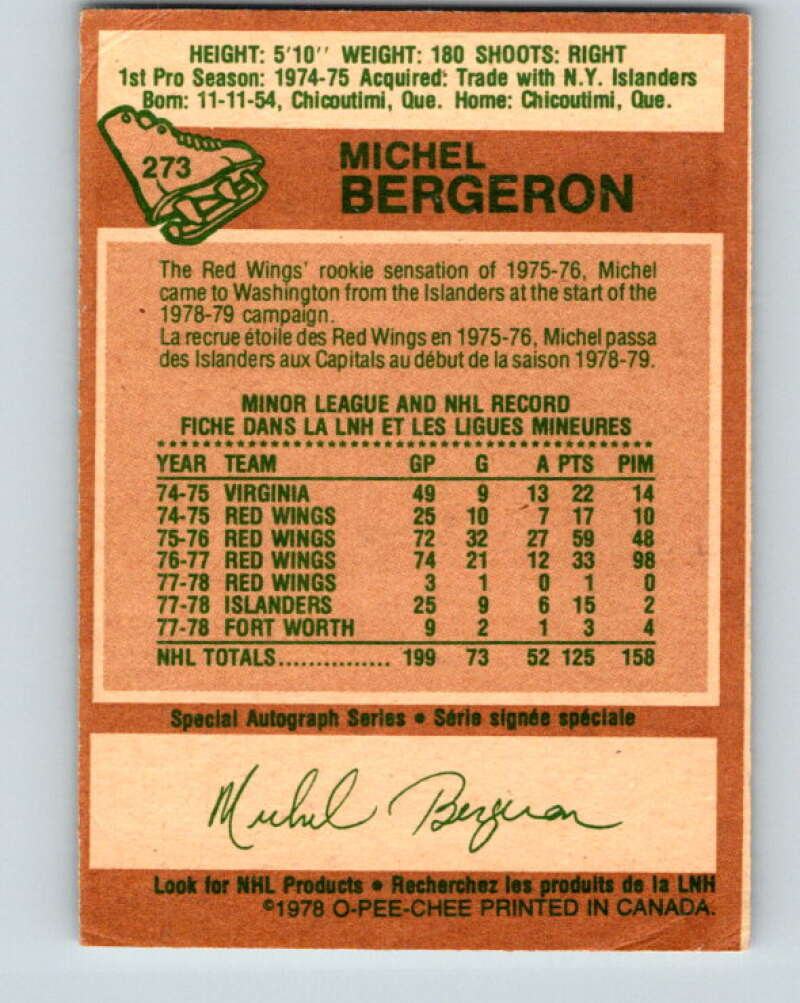 HEIGHT: 5'10'' WEIGHT: 180 SHOOTS: RIGHT
1st Pro Season: 1974-75 Acquired: Trade with N.Y. Islanders
Born: 11-11-54, Chicoutimi, Que. Home: Chicoutimi, Que.
273
MICHEL
BERGERON
The Red Wings' rookie sensation of 1975-76, Michel
came to Washington from the Islanders at the start of the
1978-79 campaign.
La recrue étoile des Red Wings en 1975-76, Michel passa
des Islanders aux Capitals au début de la saison 1978-79.
MINOR LEAGUE AND NHL RECORD
FICHE DANS LA LNH ET LES LIGUES MINEURES
YEAR TEAM GP G A PTS PIM
74-75 VIRGINIA 49 9 13 22 14
74-75 RED WINGS 25 10 7 17 10
75-76 RED WINGS 72 32 27 59 48
76-77 RED WINGS 74 21 12 33 98
77-78 RED WINGS 3 1 0 1 0
77-78 ISLANDERS 25 9 6 15 2
77-78 FORT WORTH 9 2 1 3 4
NHL TOTALS............... 199 73 52 125 158
Special Autograph Series • Série signée spéciale
Michel Bergeron
Look for NHL Products • Recherchez les produits de la LNH
©1978 O-PEE-CHEE PRINTED IN CANADA.